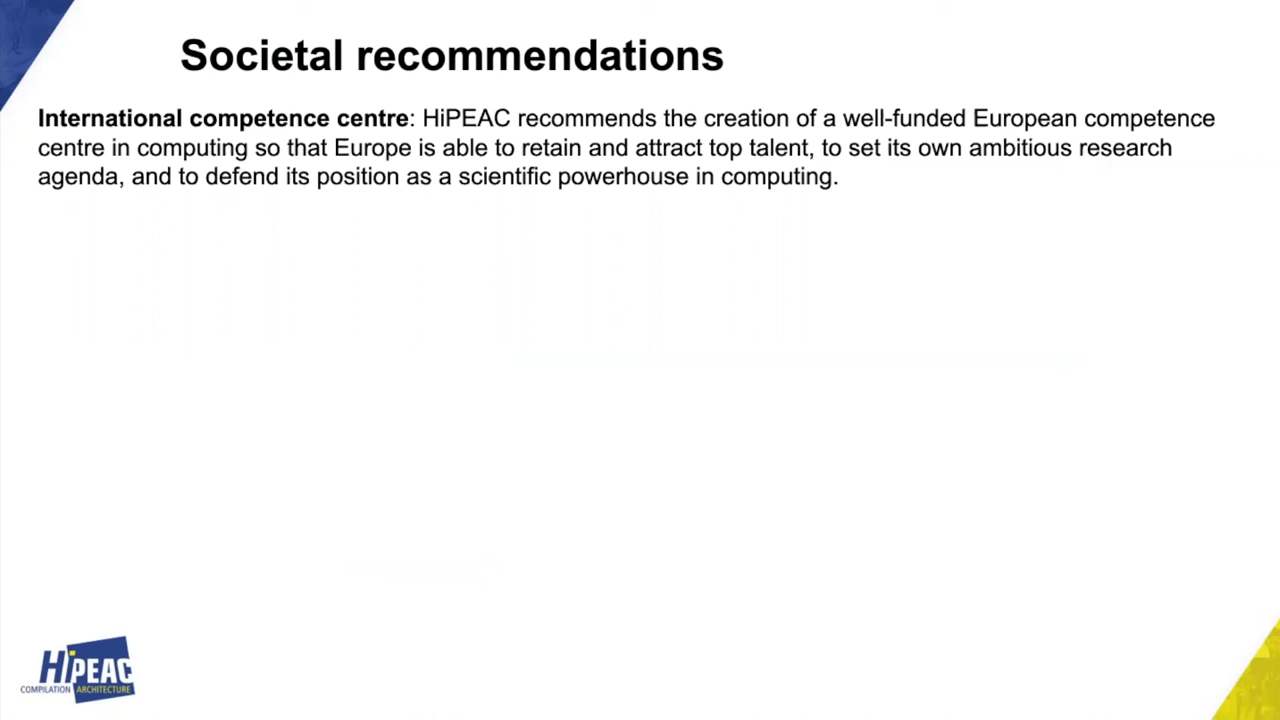 Societal recommendations
International competence centre: HiPEAC recommends the creation of a well-funded European competence
centre in computing so that Europe is able to retain and attract top talent, to set its own ambitious research
agenda, and to defend its position as a scientific powerhouse in computing.
HiPEAC
COMPILATION ARCHITECTURE